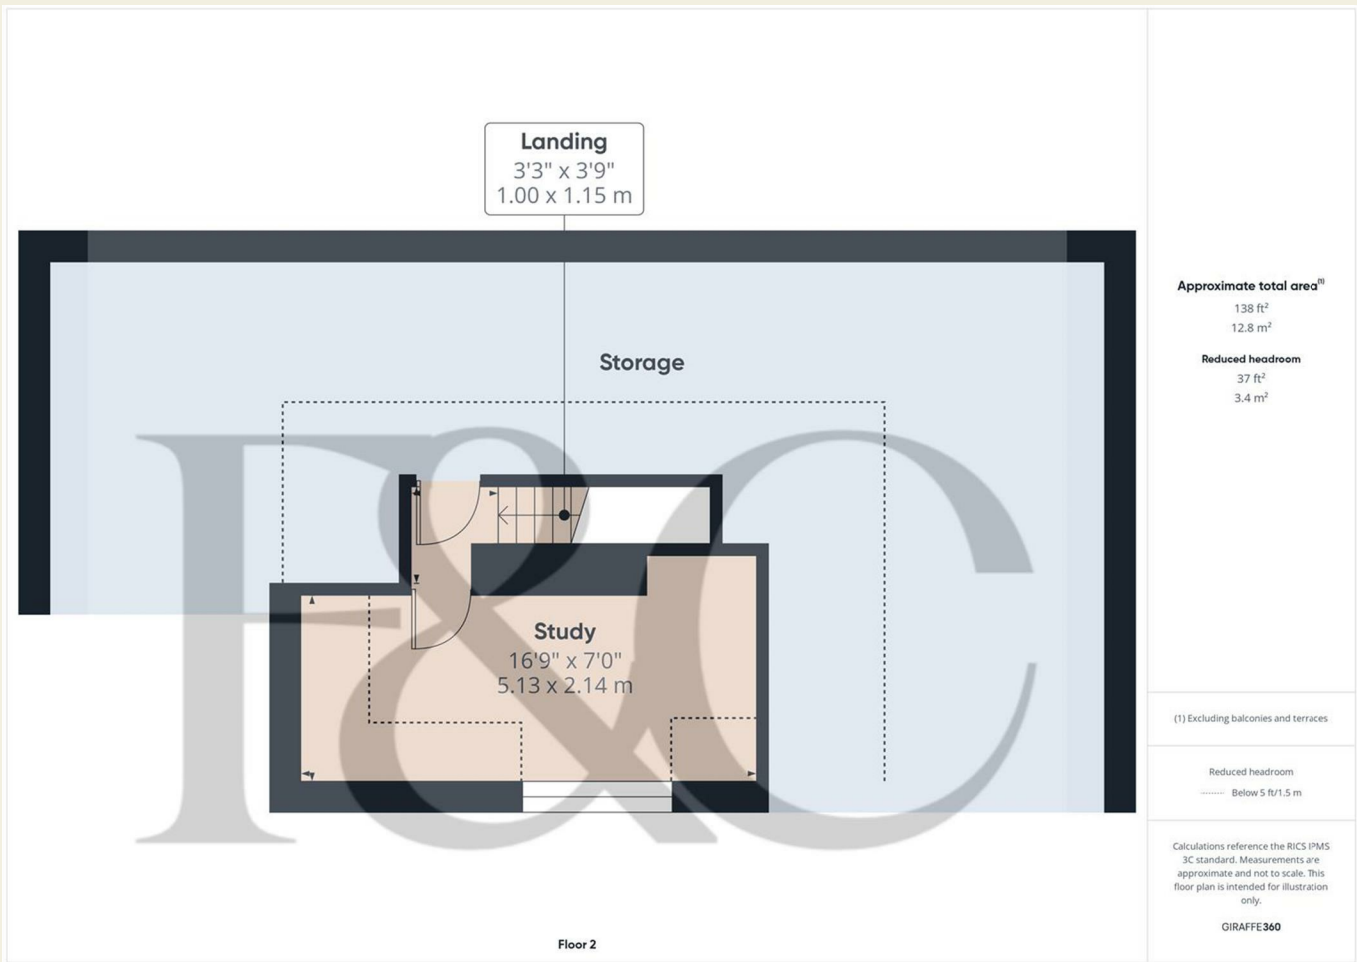 Landing
3'3" x 3'9"
1.00 x 1.15 m
Storage
Study
16'9" x 7'0"
5.13 x 2.14 m
F&C
Floor 2
Approximate total area(1)
138 ft²
12.8 m²
Reduced headroom
37 ft²
3.4 m²
(1) Excluding balconies and terraces
Reduced headroom
Below 5 ft/1.5 m
Calculations reference the RICS IPMS
3C standard. Measurements are
approximate and not to scale. This
floor plan is intended for illustration
only.
GIRAFFE360